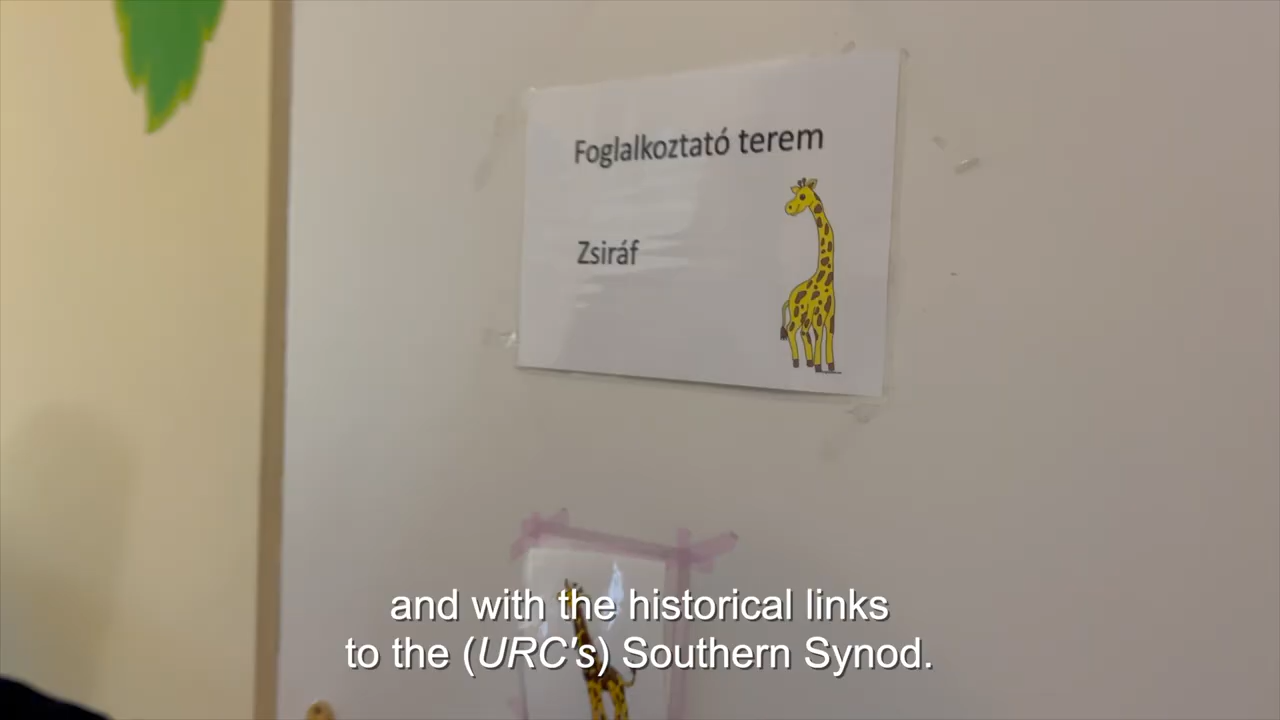 Foglalkoztató terem
Zsiráf
and with the historical links
to the (URC's) Southern Synod.